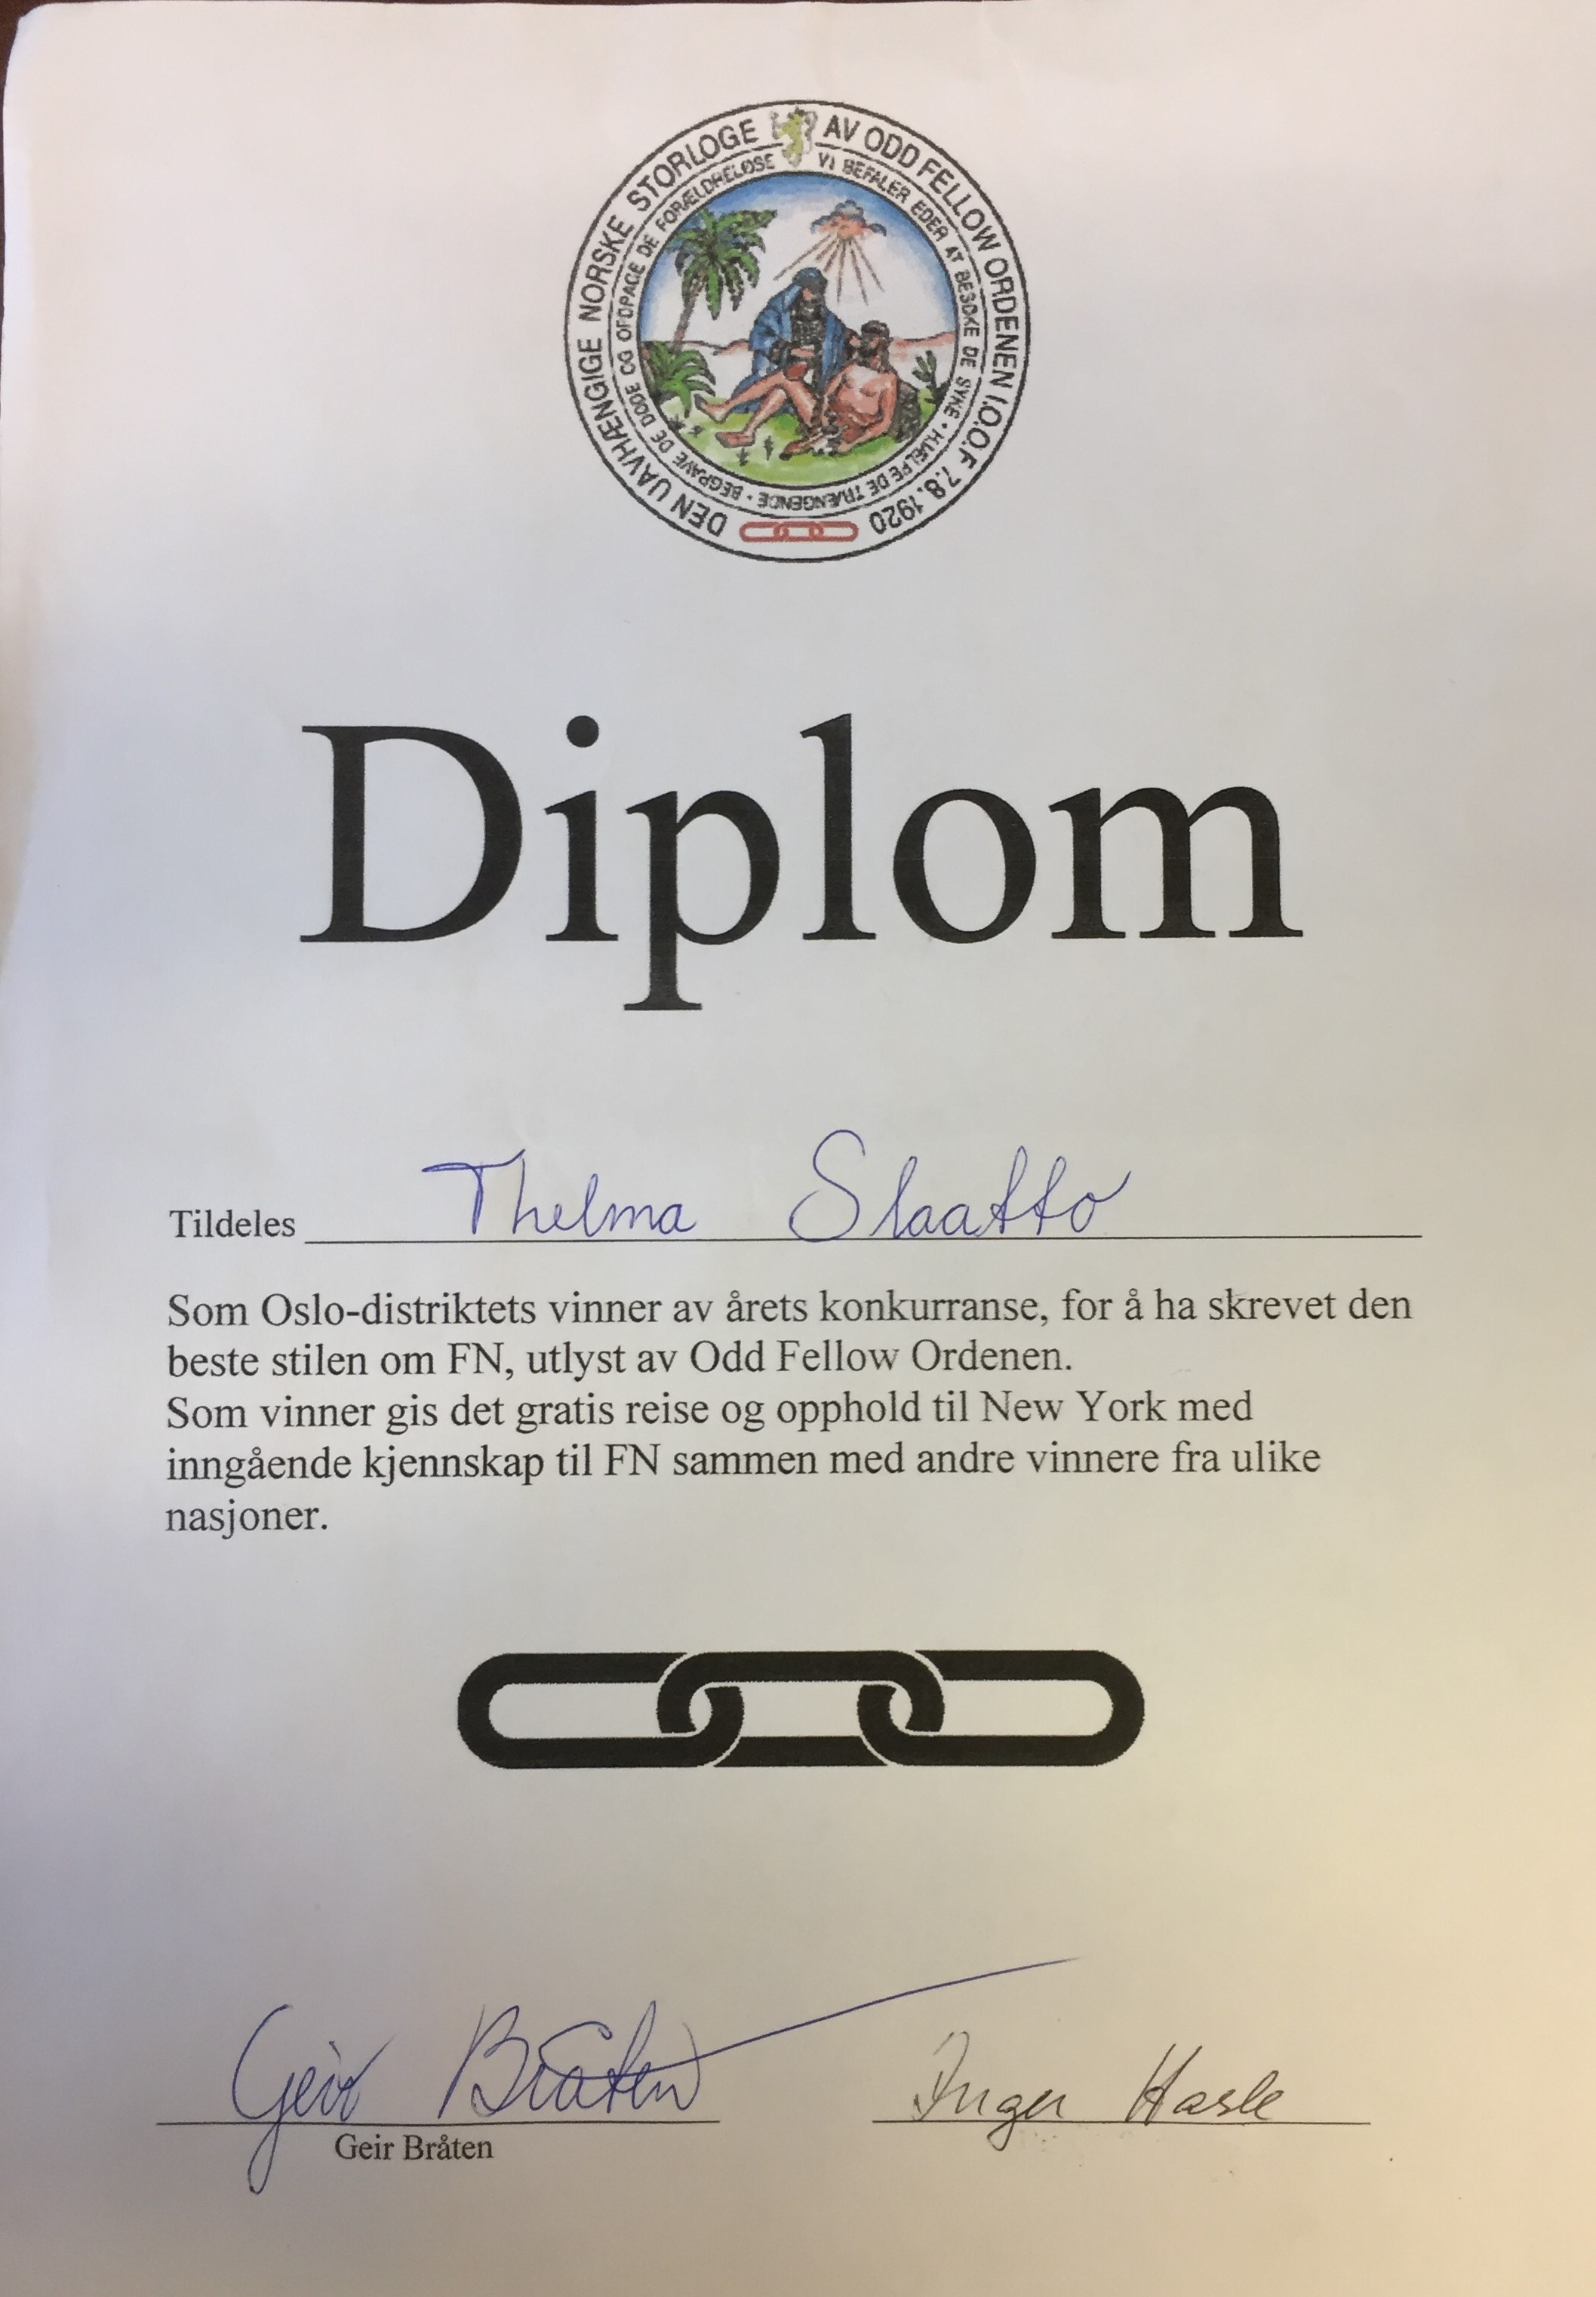 DEN UAVHÆNGIGE NORSKE STORLOGE AV ODD FELLOW ORDENEN I.O.O.F 7.8.1920
VI BEFALER EDER AT BESØKE DE SYKE • HJÆLPE DE TRÆNGENDE • BEGRAVE DE DØDE OG OPDRAGE DE FORÆLDRELØSE
Diplom
Tildeles Thelma Slaatto
Som Oslo-distriktets vinner av årets konkurranse, for å ha skrevet den
beste stilen om FN, utlyst av Odd Fellow Ordenen.
Som vinner gis det gratis reise og opphold til New York med
inngående kjennskap til FN sammen med andre vinnere fra ulike
nasjoner.
Geir Bråten Inger Hasle
Geir Bråten